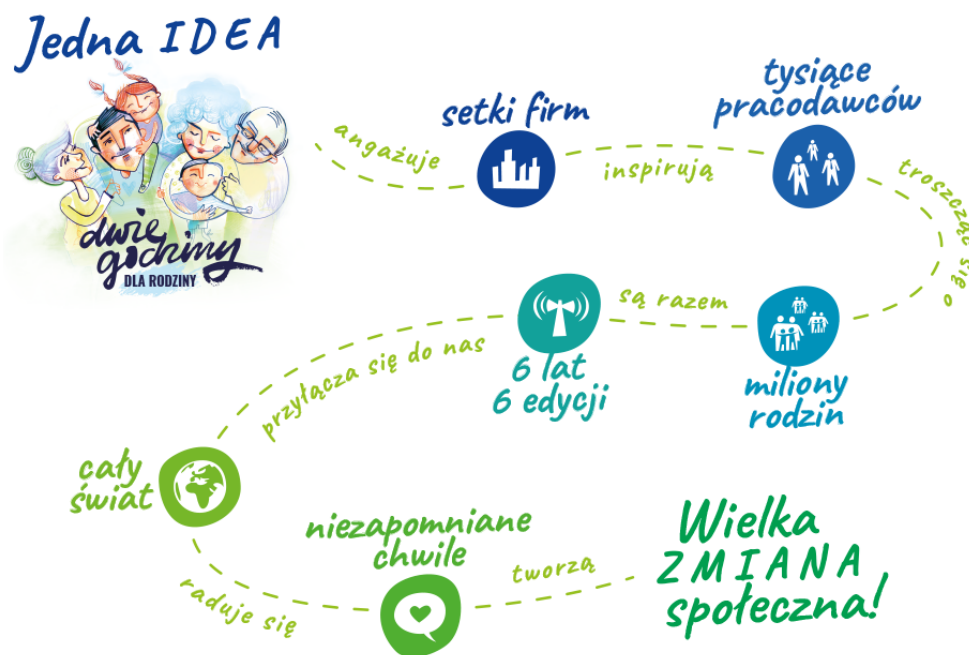 Jedna IDEA
dwie
godziny
DLA RODZINY
angażuje
setki firm
inspirują
tysiące
pracodawców
troszcząc się o
miliony
rodzin
są razem
6 lat
6 edycji
przyłącza się do nas
cały
świat
raduje się
niezapomniane
chwile
tworzą
Wielka
ZMIANA
społeczna!